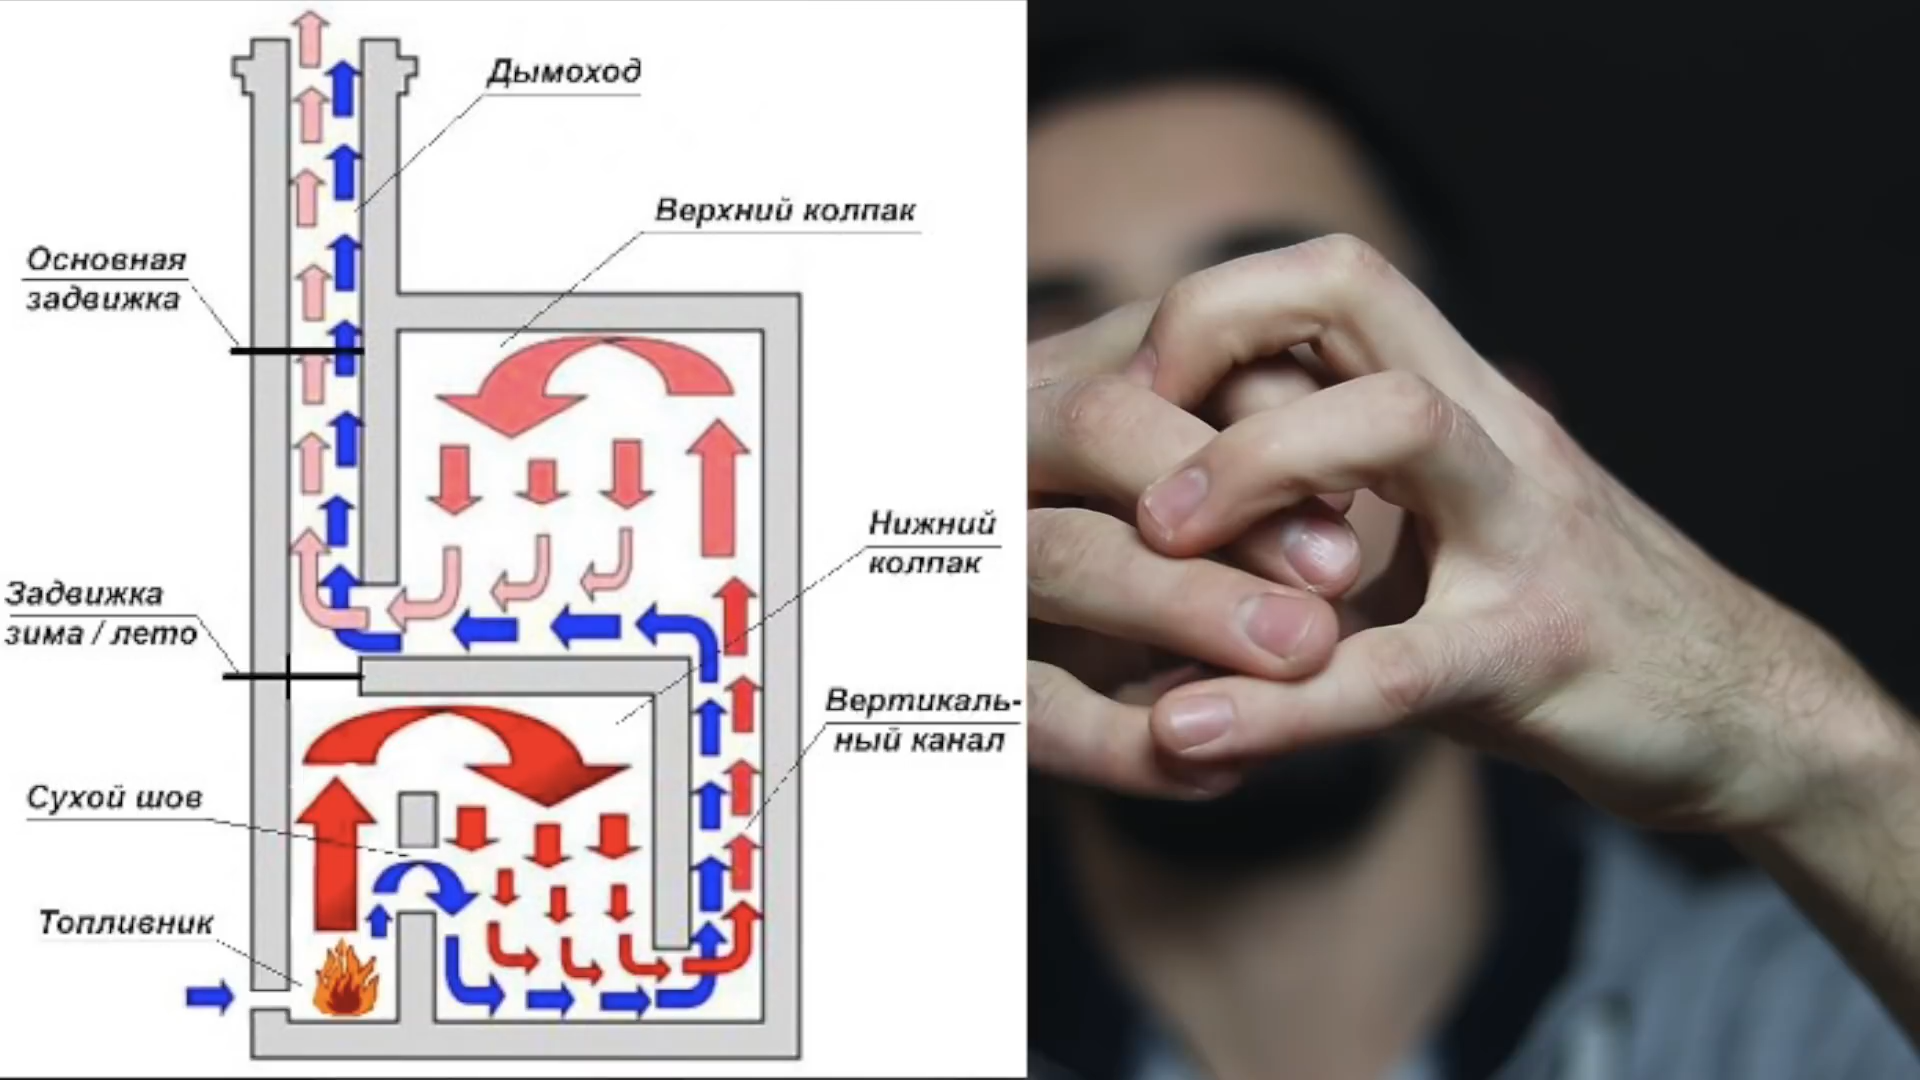 Дымоход
Верхний колпак
Основная
задвижка
Нижний
колпак
Задвижка
зима / лето
Вертикаль-
ный канал
Сухой шов
Топливник